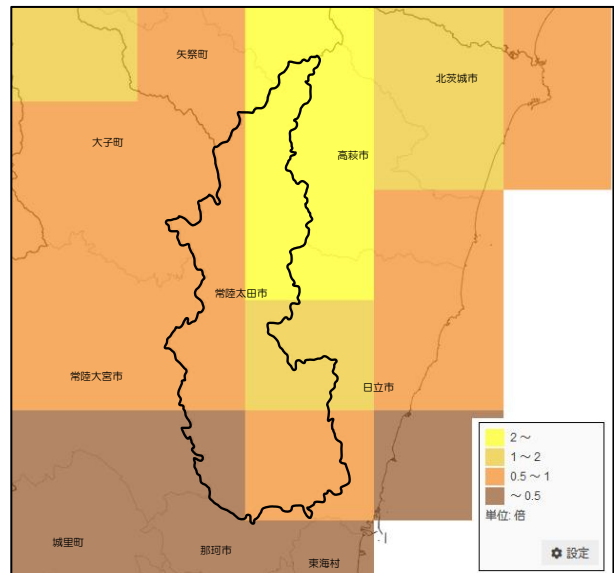 矢祭町
北茨城市
大子町
高萩市
常陸太田市
常陸大宮市
日立市
城里町
那珂市
東海村
2～
1～2
0.5～1
～0.5
単位: 倍
設定